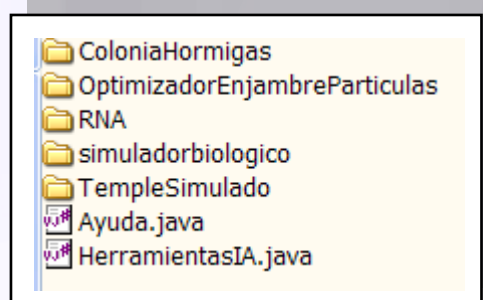 ColoniaHormigas
OptimizadorEnjambreParticulas
RNA
simuladorbiologico
TempleSimulado
Ayuda.java
HerramientasIA.java